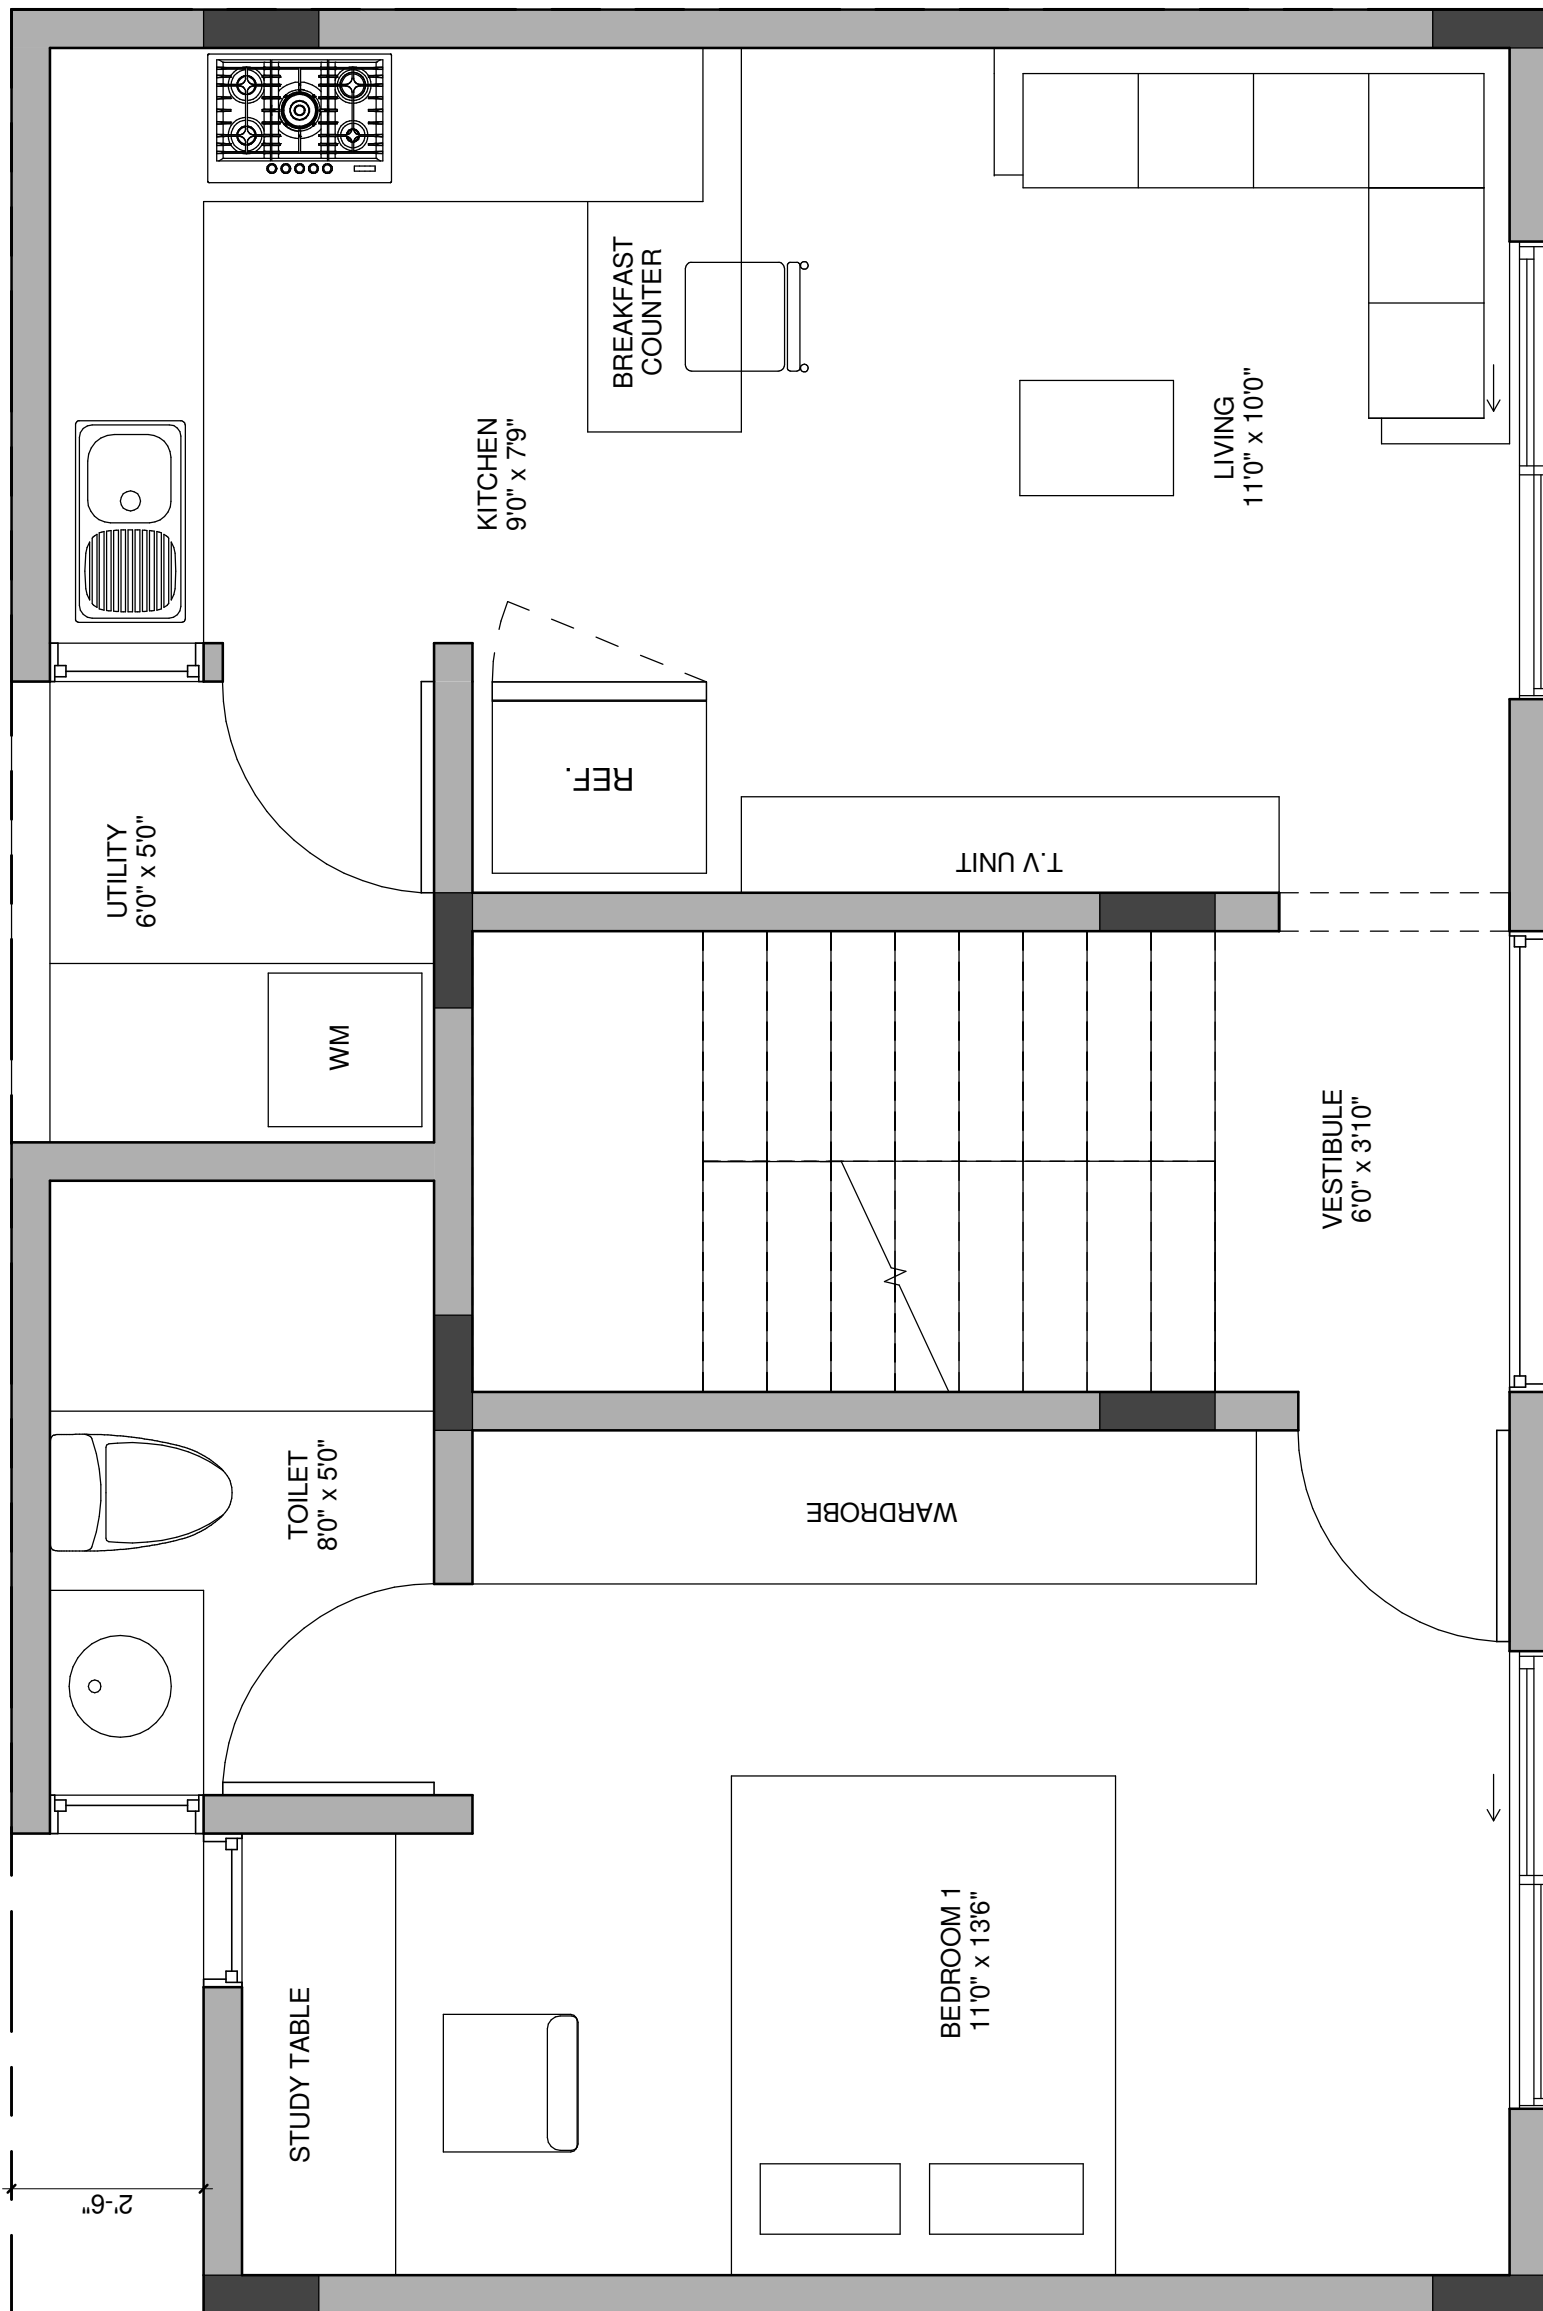 BREAKFAST
COUNTER
KITCHEN
9'0" x 7'9"
LIVING
11'0" x 10'0"
REF.
UTILITY
6'0" x 5'0"
T.V UNIT
WM
VESTIBULE
6'0" x 3'10"
TOILET
8'0" x 5'0"
WARDROBE
BEDROOM 1
11'0" x 13'6"
STUDY TABLE
2'-6"